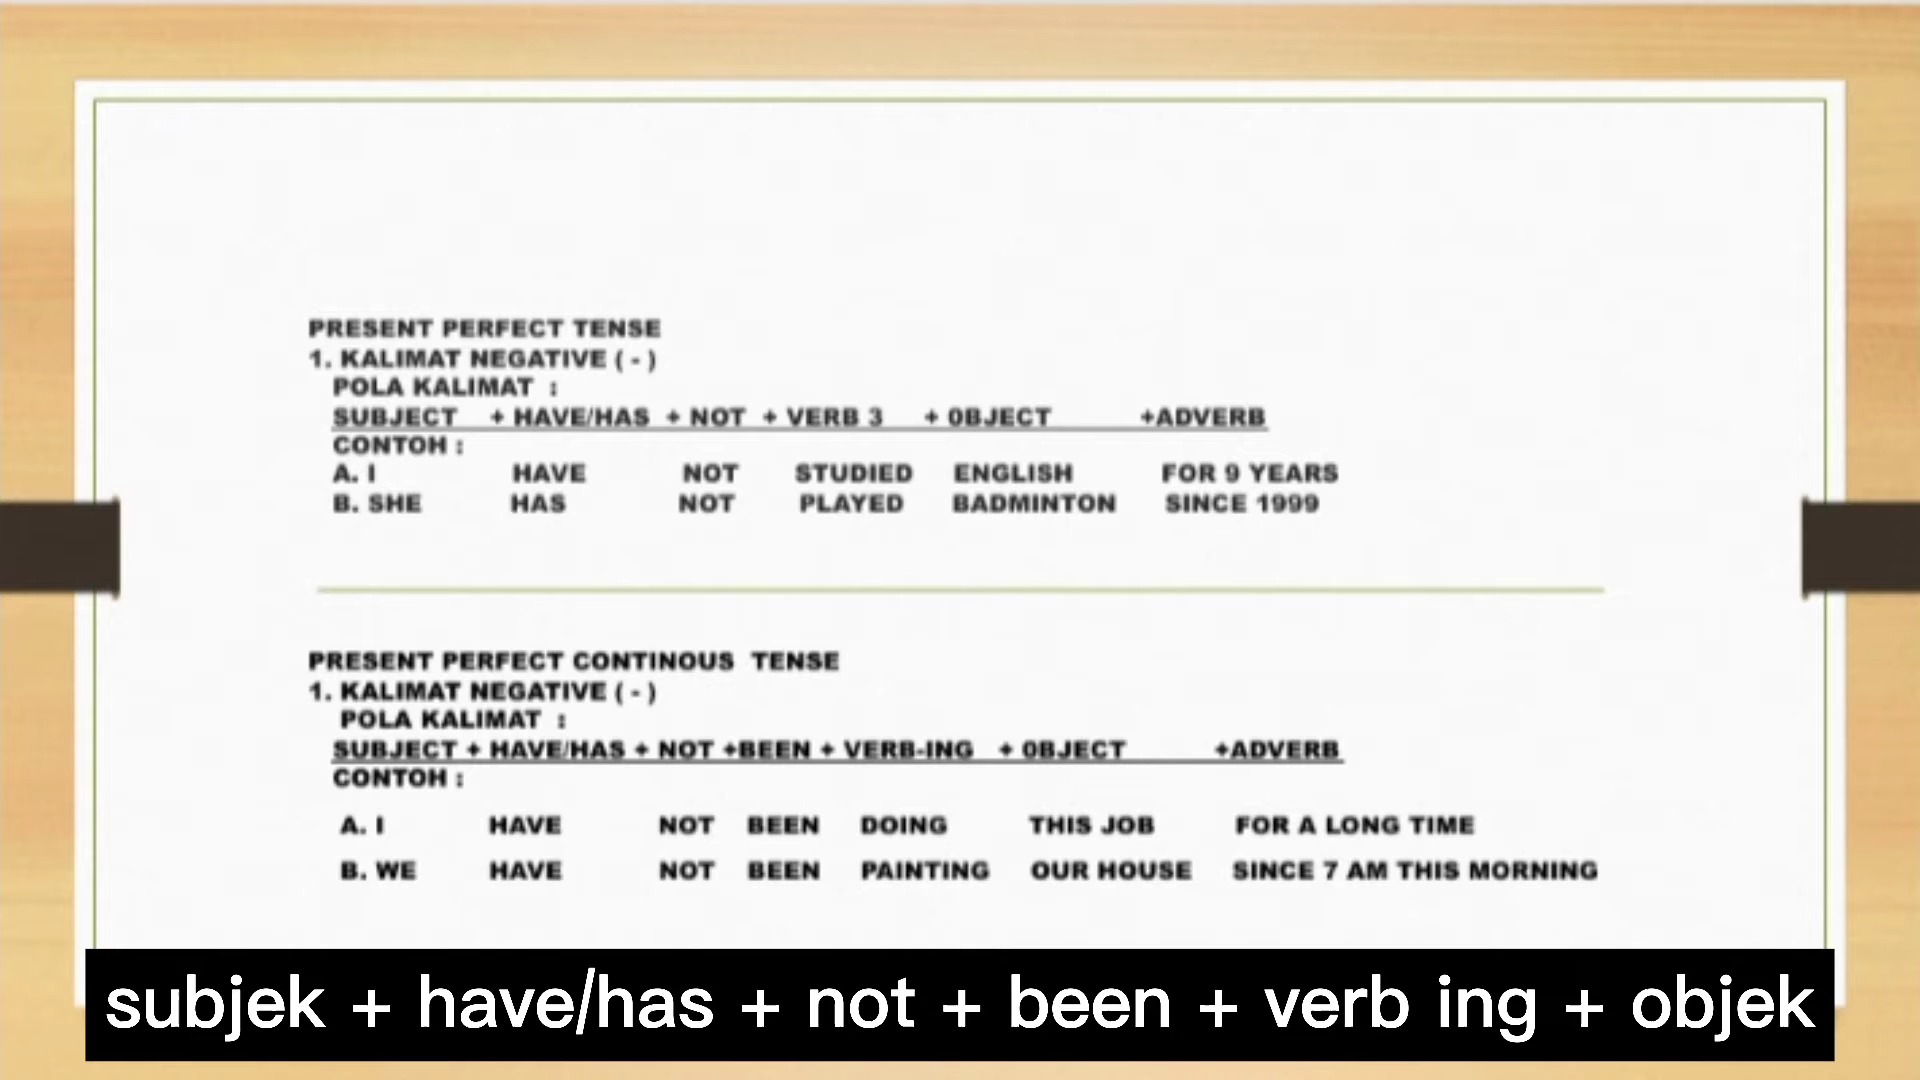 PRESENT PERFECT TENSE
1. KALIMAT NEGATIVE ( - )
POLA KALIMAT :
SUBJECT + HAVE/HAS + NOT + VERB 3 + 0BJECT +ADVERB
CONTOH :
A. I HAVE NOT STUDIED ENGLISH FOR 9 YEARS
B. SHE HAS NOT PLAYED BADMINTON SINCE 1999
PRESENT PERFECT CONTINOUS TENSE
1. KALIMAT NEGATIVE ( - )
POLA KALIMAT :
SUBJECT + HAVE/HAS + NOT +BEEN + VERB-ING + 0BJECT +ADVERB
CONTOH :
A. I HAVE NOT BEEN DOING THIS JOB FOR A LONG TIME
B. WE HAVE NOT BEEN PAINTING OUR HOUSE SINCE 7 AM THIS MORNING
subjek + have/has + not + been + verb ing + objek